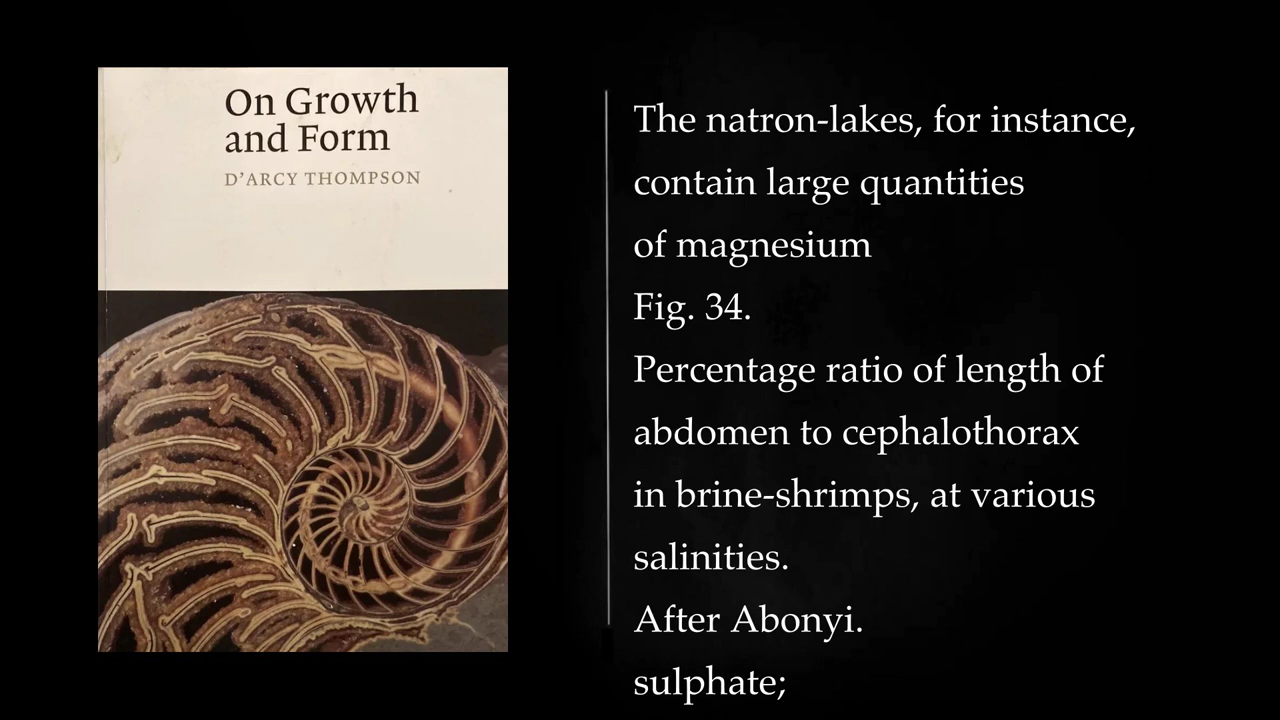 On Growth
and Form
D'ARCY THOMPSON
The natron-lakes, for instance,
contain large quantities
of magnesium
Fig. 34.
Percentage ratio of length of
abdomen to cephalothorax
in brine-shrimps, at various
salinities.
After Abonyi.
sulphate;